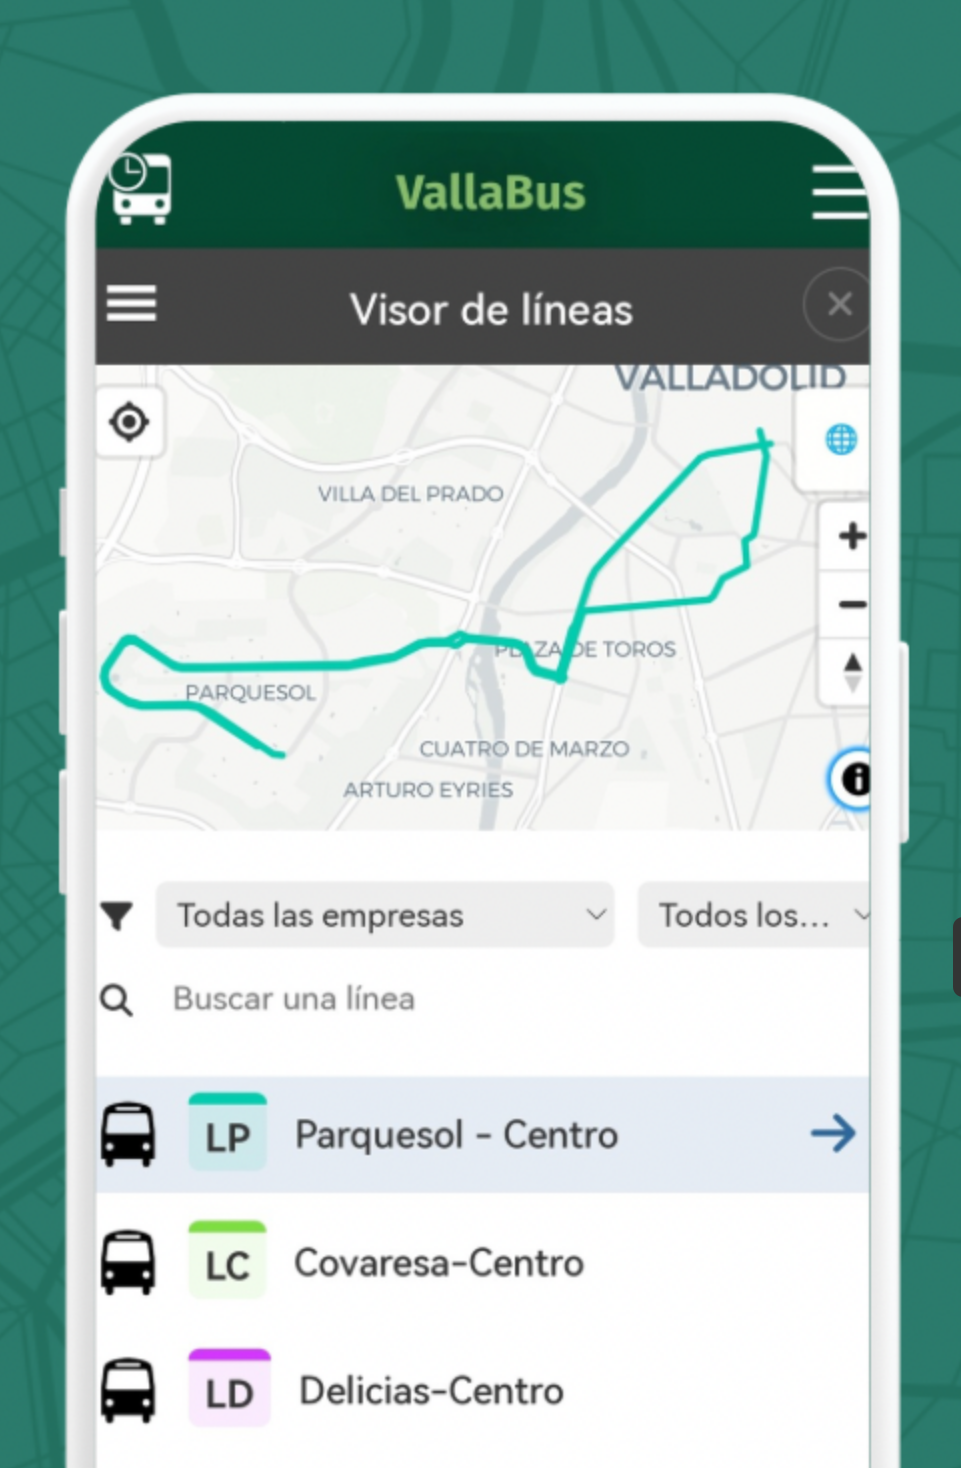 VallaBus
Visor de líneas
VALLADOLID
VILLA DEL PRADO
PLAZA DE TOROS
PARQUESOL
CUATRO DE MARZO
ARTURO EYRIES
Todas las empresas
Todos los...
Buscar una línea
LP Parquesol - Centro
LC Covaresa-Centro
LD Delicias-Centro